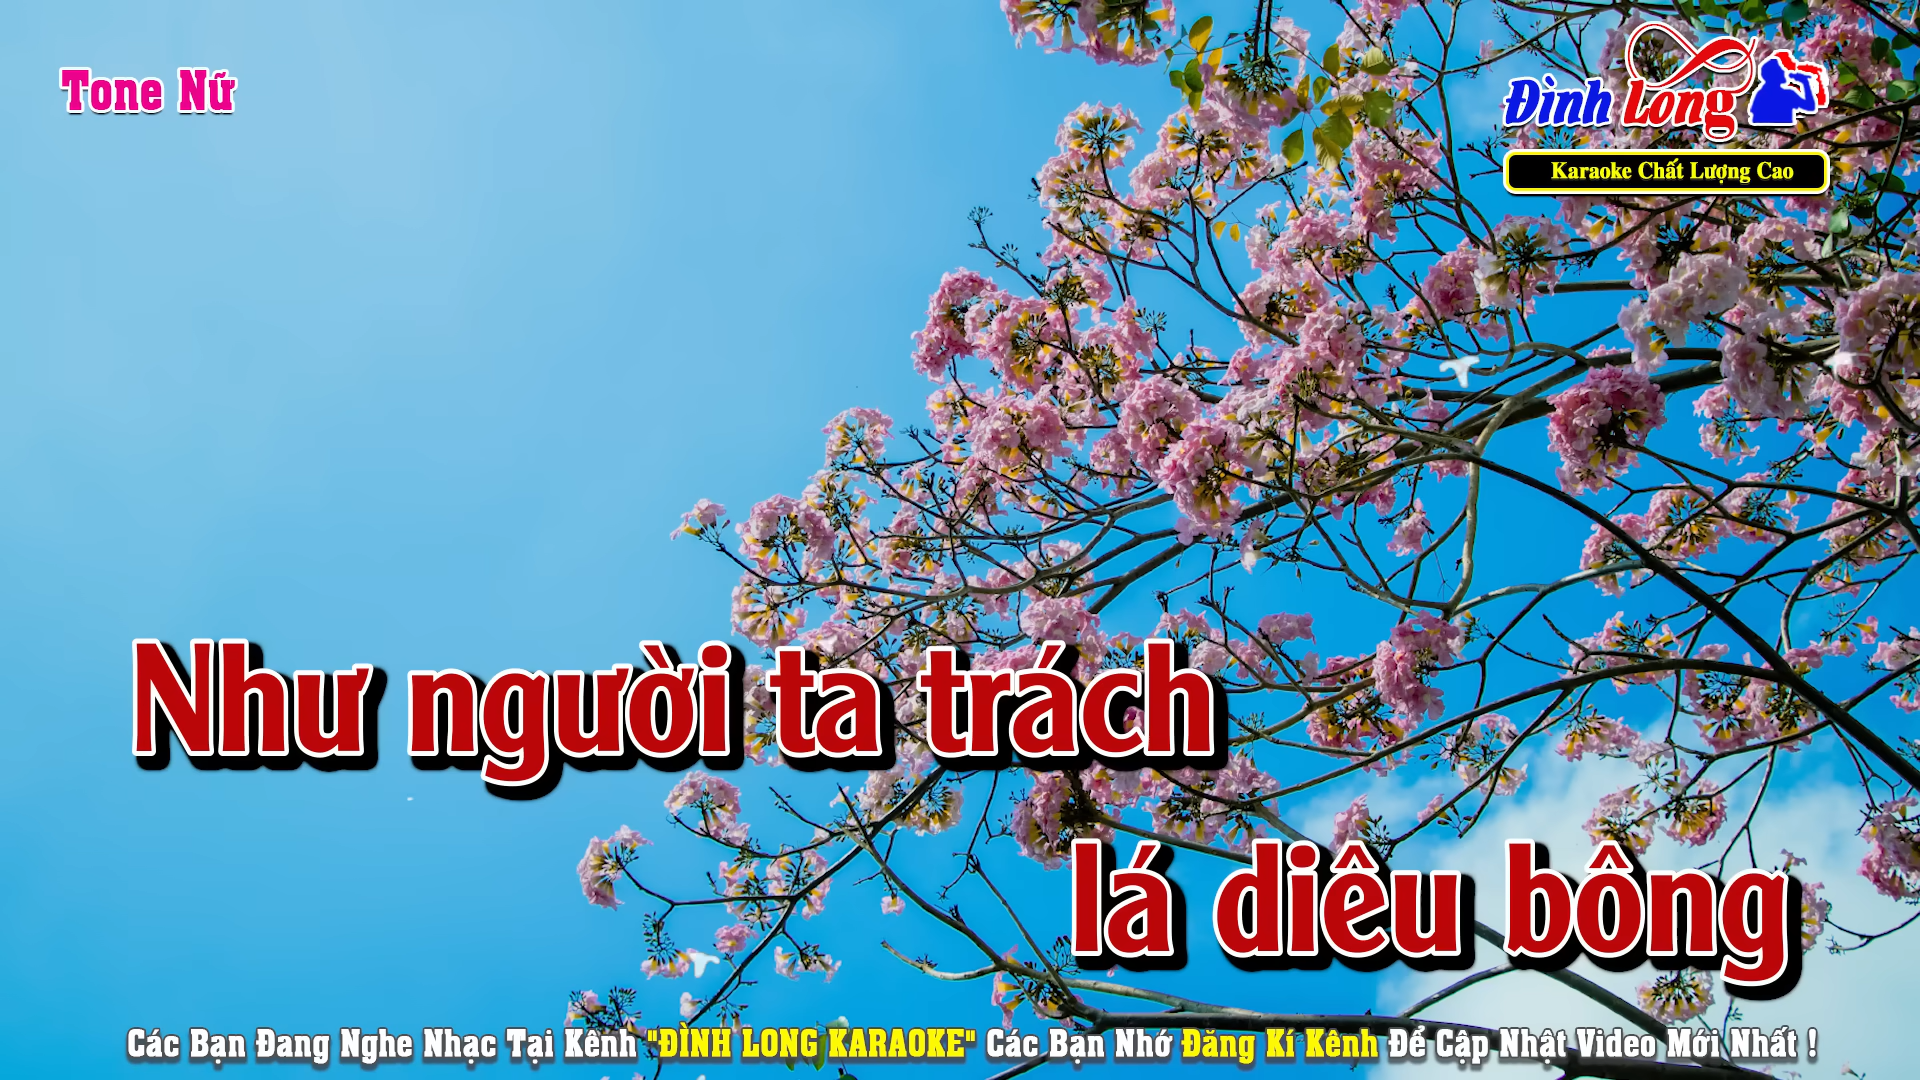 Tone Nữ
Đình Long
Karaoke Chất Lượng Cao
Như người ta trách
lá diêu bông
Các Bạn Đang Nghe Nhạc Tại Kênh "ĐÌNH LONG KARAOKE" Các Bạn Nhớ Đăng Kí Kênh Để Cập Nhật Video Mới Nhất !